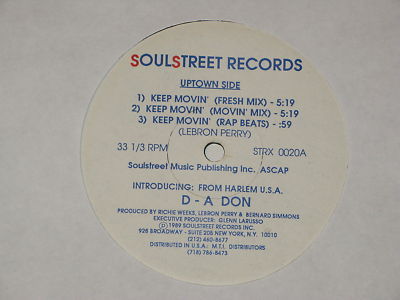 SOULSTREET RECORDS
UPTOWN SIDE
1) KEEP MOVIN' (FRESH MIX) - 5:19
2) KEEP MOVIN' (MOVIN' MIX) - 5:19
3) KEEP MOVIN' (RAP BEATS) - :59
(LEBRON PERRY)
33 1/3 RPM STRX 0020A
Soulstreet Music Publishing Inc. ASCAP
INTRODUCING: FROM HARLEM U.S.A.
D - A DON
PRODUCED BY RICHIE WEEKS, LEBRON PERRY & BERNARD SIMMONS
EXECUTIVE PRODUCER: GLENN LARUSSO
Ⓟ 1989 SOULSTREET RECORDS INC.
928 BROADWAY - SUITE 205 NEW YORK, N.Y. 10010
(212) 460-8677
DISTRIBUTED IN U.S.A.: M.T.I. DISTRIBUTORS
(718) 786-8473